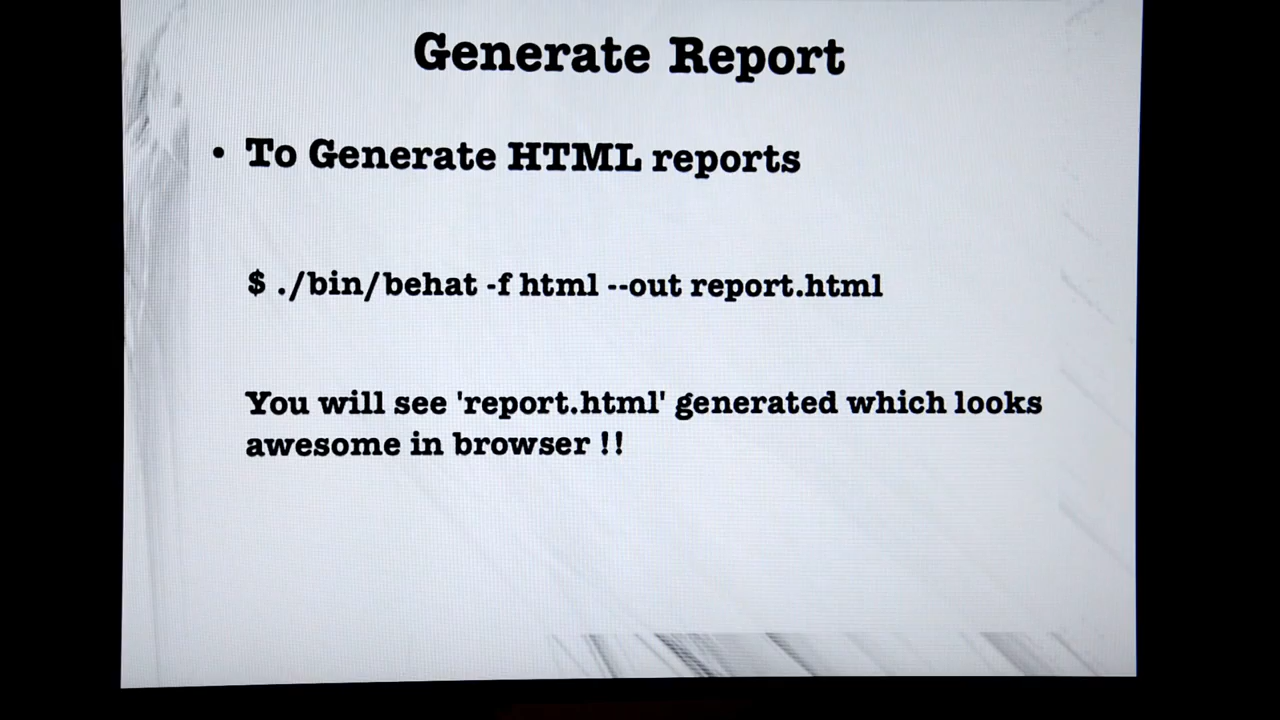 Generate Report
• To Generate HTML reports
$ ./bin/behat -f html --out report.html
You will see 'report.html' generated which looks
awesome in browser !!